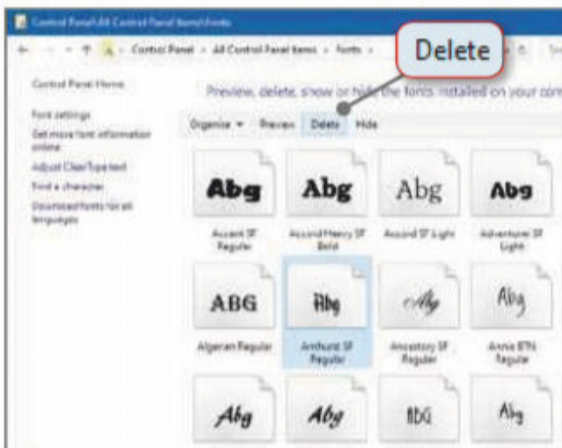 Control Panel\All Control Panel Items\Fonts
Control Panel All Control Panel Items Fonts
Delete
Control Panel Home
Preview, delete, show or hide the fonts installed on your com
Font settings
Get more font information
online
Adjust ClearType text
Find a character
Download fonts for all
languages
Organize Preview Delete Hide
Abg Abg Abg Abg
Accent SF
Regular
Accord Heavy SF
Bold
Accord SF Light
Adventurer SF
Light
ABG Abg Abg Abg
Algerian Regular
Amhurst SF
Regular
Ancestory SF
Regular
Annie BTN
Regular
Abg Abg ABG Abg